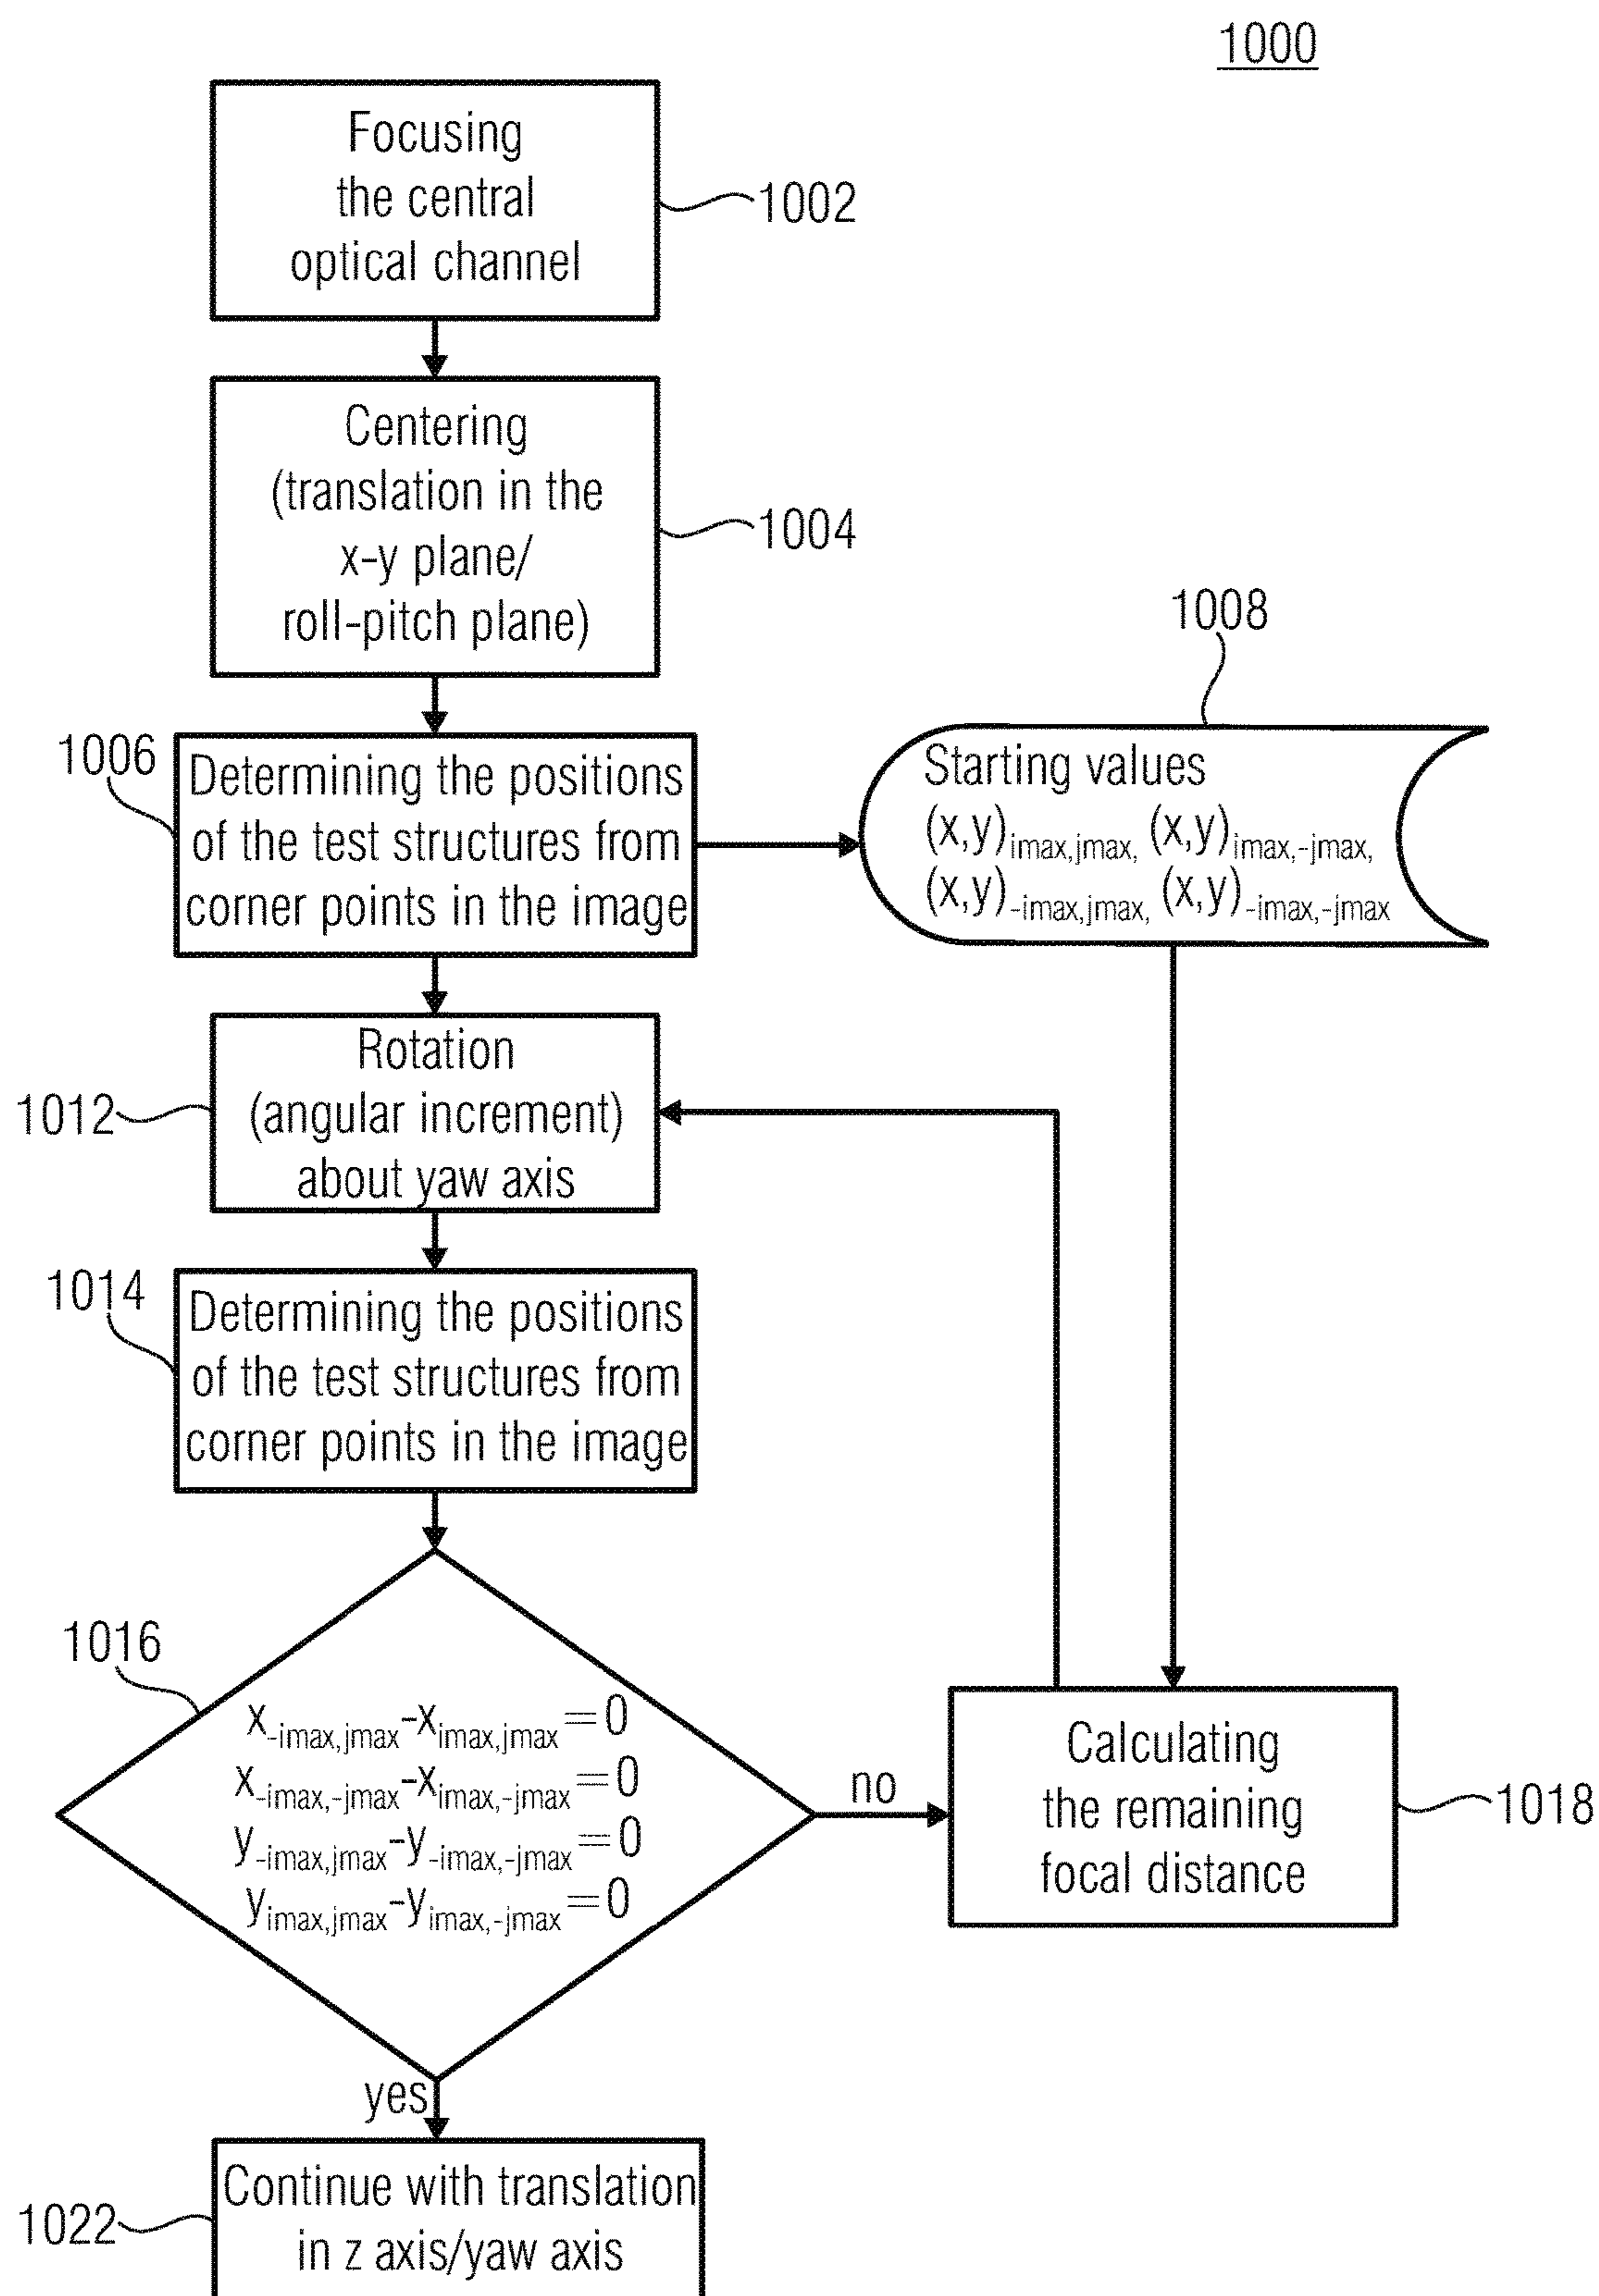 1000
Focusing
the central
optical channel
1002
Centering
(translation in the
x-y plane/
roll-pitch plane)
1004
1006
Determining the positions
of the test structures from
corner points in the image
1008
Starting values
(x,y)imax,jmax, (x,y)imax,-jmax,
(x,y)-imax,jmax, (x,y)-imax,-jmax
1012
Rotation
(angular increment)
about yaw axis
1014
Determining the positions
of the test structures from
corner points in the image
1016
x-imax,jmax-ximax,jmax=0
x-imax,-jmax-ximax,-jmax=0
y-imax,jmax-y-imax,-jmax=0
yimax,jmax-yimax,-jmax=0
no
Calculating
the remaining
focal distance
1018
yes
1022
Continue with translation
in z axis/yaw axis